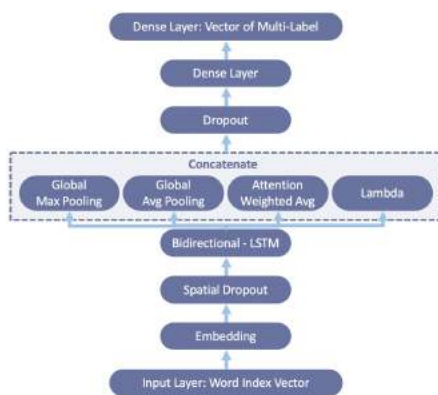 Dense Layer: Vector of Multi-Label
Dense Layer
Dropout
Concatenate
Global
Max Pooling
Global
Avg Pooling
Attention
Weighted Avg
Lambda
Bidirectional - LSTM
Spatial Dropout
Embedding
Input Layer: Word Index Vector